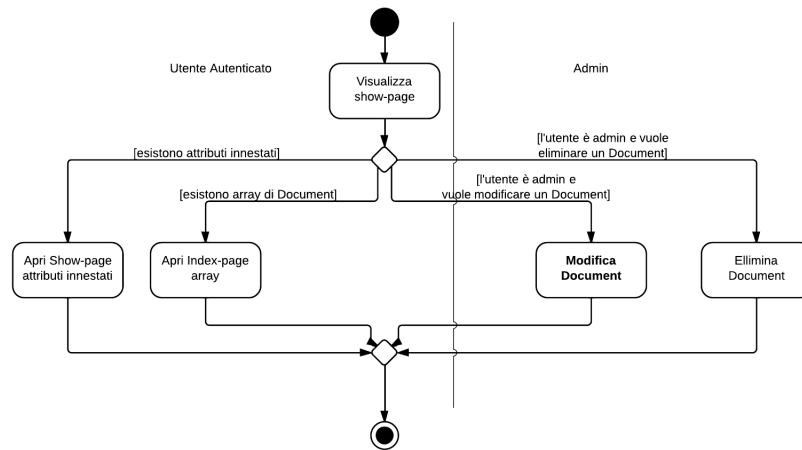 Utente Autenticato
Admin
Visualizza
show-page
[esistono attributi innestati]
[l'utente è admin e vuole
eliminare un Document]
[esistono array di Document]
[l'utente è admin e
vuole modificare un Document]
Apri Show-page
attributi innestati
Apri Index-page
array
Modifica
Document
Ellimina
Document